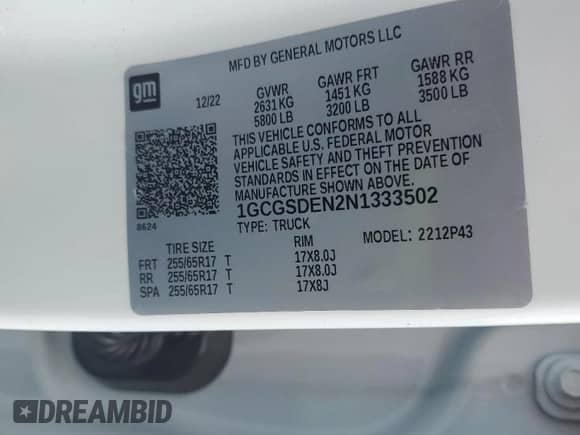 MFD BY GENERAL MOTORS LLC
gm
12/22
GVWR
2631 KG
5800 LB
GAWR FRT
1451 KG
3200 LB
GAWR RR
1588 KG
3500 LB
THIS VEHICLE CONFORMS TO ALL
APPLICABLE U.S. FEDERAL MOTOR
VEHICLE SAFETY AND THEFT PREVENTION
STANDARDS IN EFFECT ON THE DATE OF
MANUFACTURE SHOWN ABOVE.
1GCGSDEN2N1333502
8624
TYPE: TRUCK
MODEL: 2212P43
TIRE SIZE
RIM
FRT 255/65R17 T 17X8.0J
RR 255/65R17 T 17X8.0J
SPA 255/65R17 T 17X8J
DREAMBID